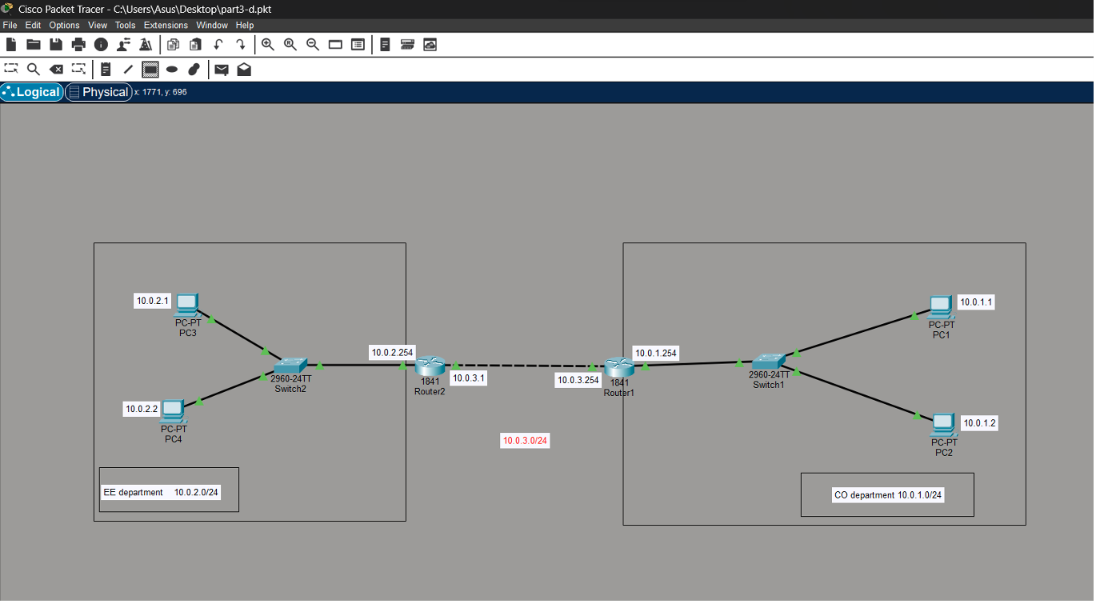 Cisco Packet Tracer - C:\Users\Asus\Desktop\part3-d.pkt
File Edit Options View Tools Extensions Window Help
Logical Physical x: 1771, y: 696
10.0.2.1
PC-PT
PC3
10.0.2.2
PC-PT
PC4
2960-24TT
Switch2
10.0.2.254
1841
Router2
10.0.3.1
10.0.3.254
10.0.1.254
1841
Router1
2960-24TT
Switch1
10.0.1.1
PC-PT
PC1
10.0.1.2
PC-PT
PC2
10.0.3.0/24
EE department 10.0.2.0/24
CO department 10.0.1.0/24